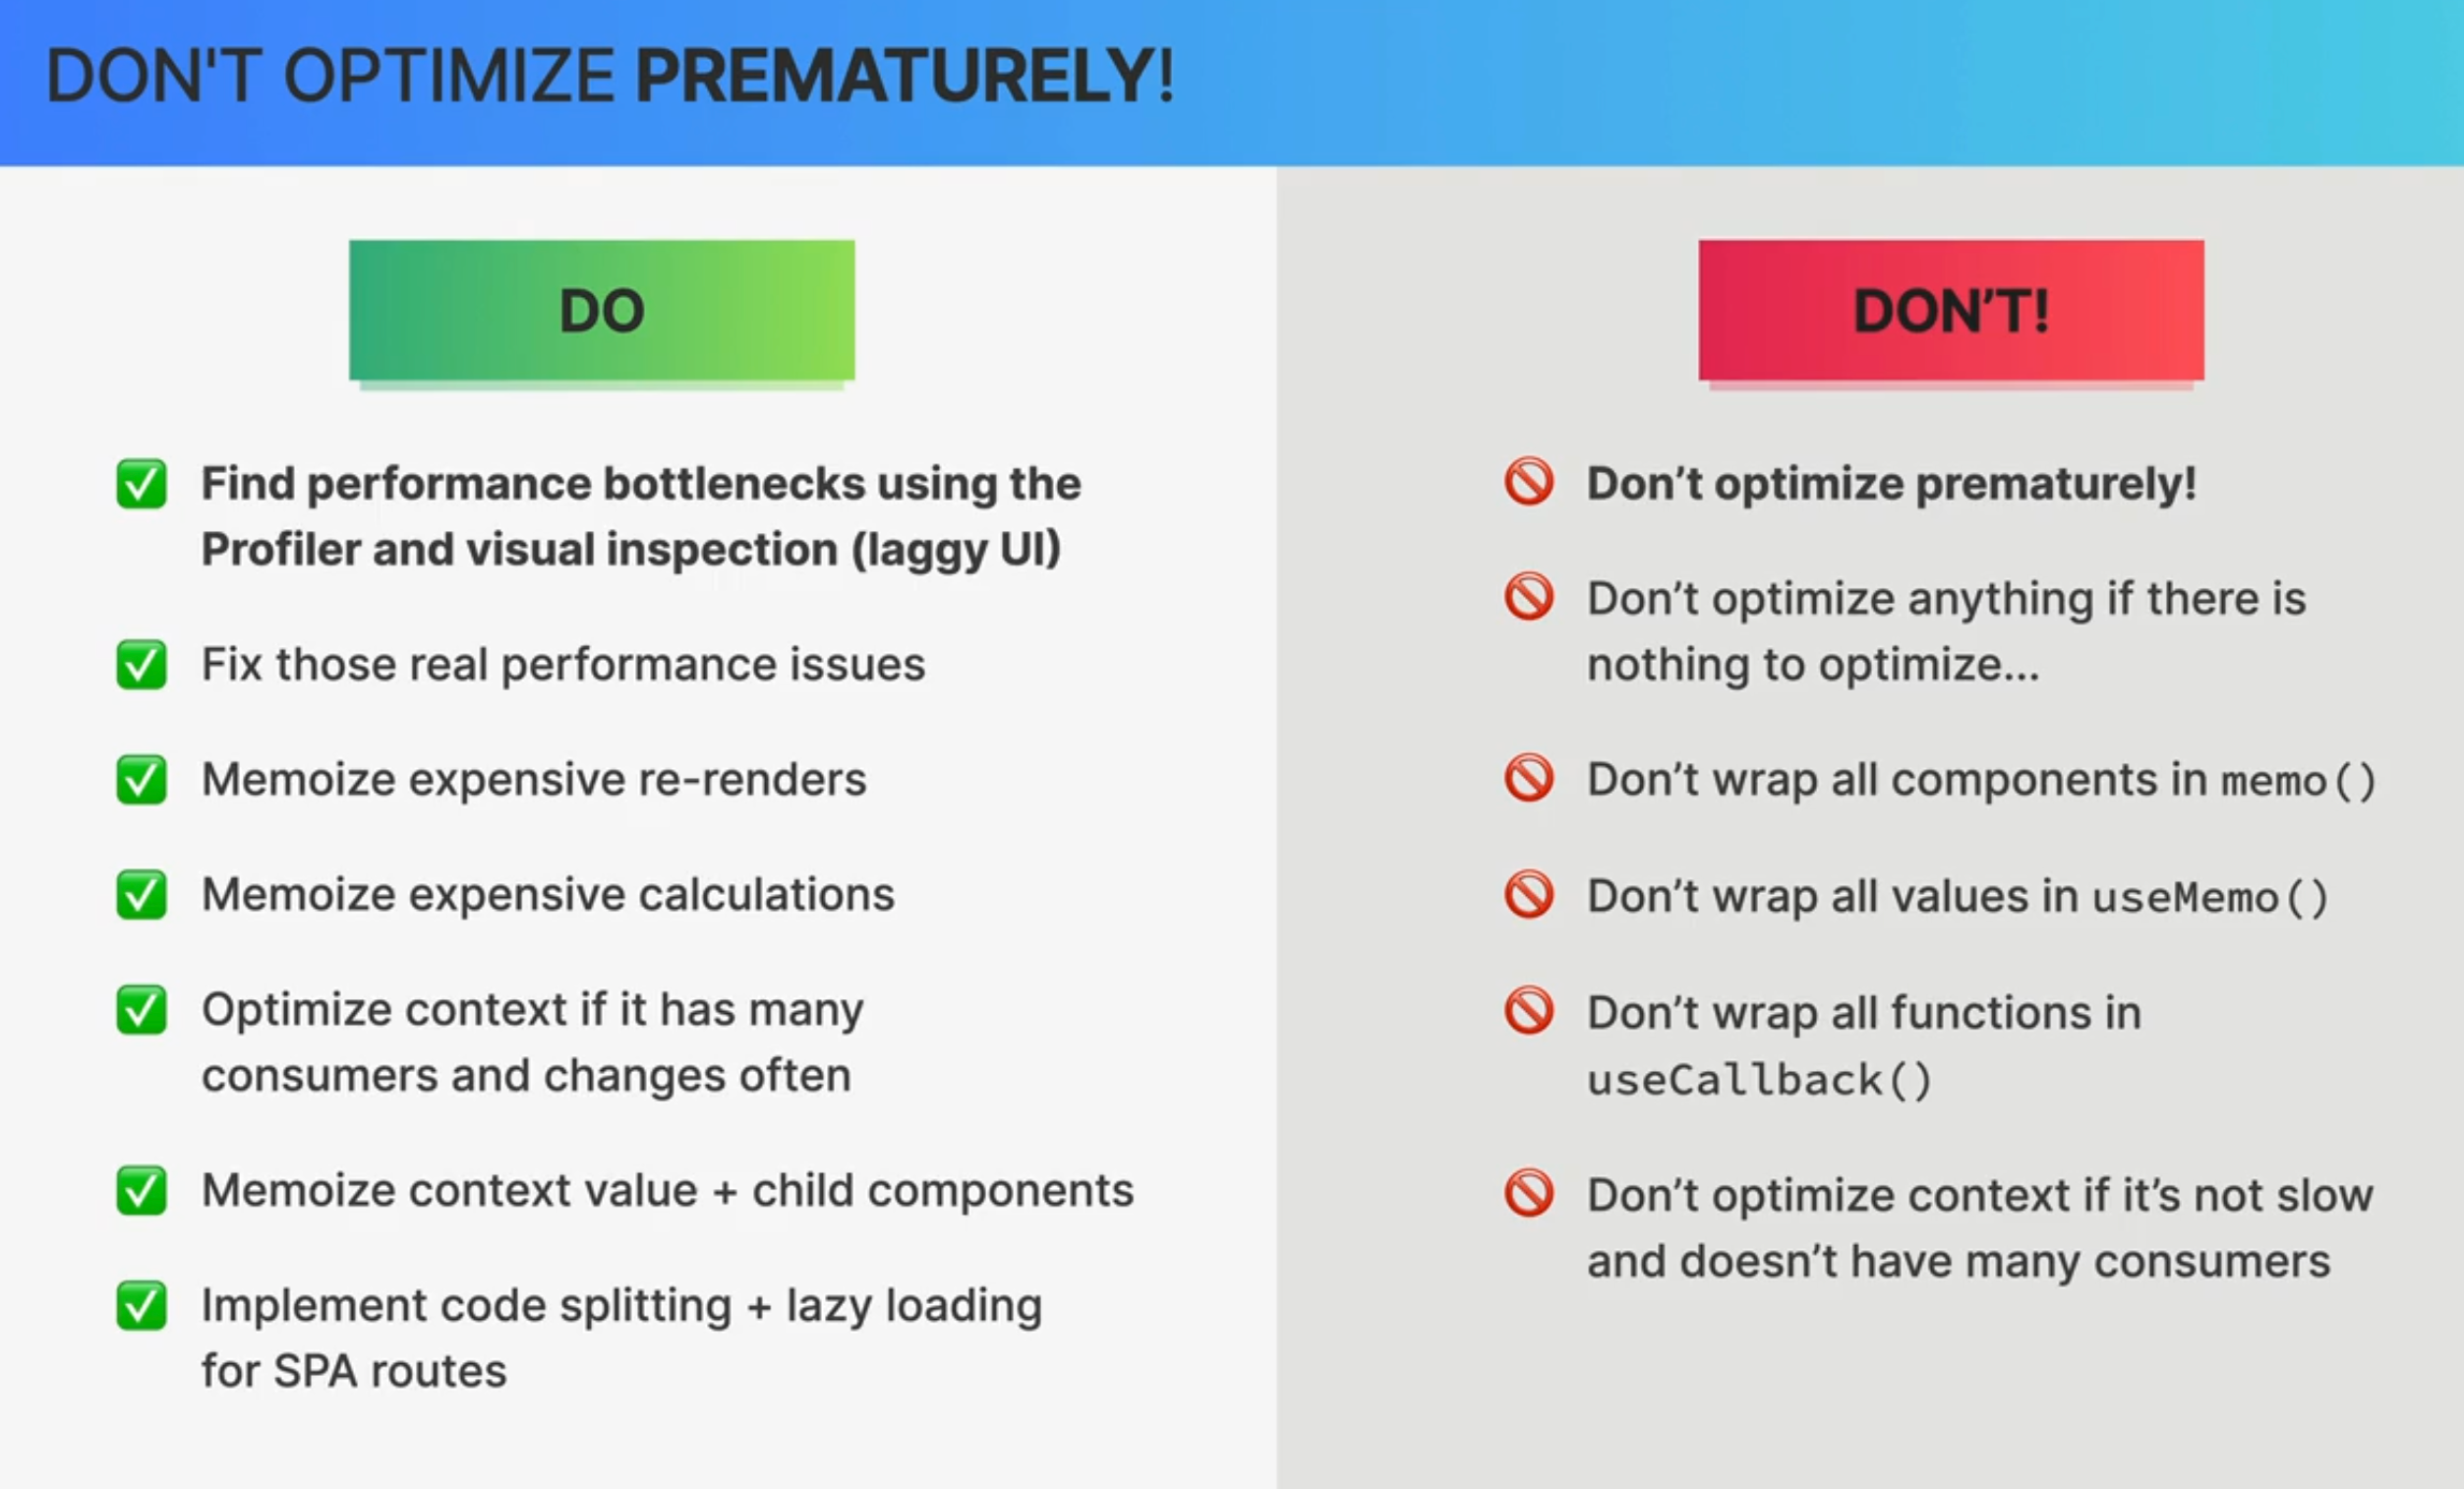 DON'T OPTIMIZE PREMATURELY!
DO
✅ Find performance bottlenecks using the
Profiler and visual inspection (laggy UI)
✅ Fix those real performance issues
✅ Memoize expensive re-renders
✅ Memoize expensive calculations
✅ Optimize context if it has many
consumers and changes often
✅ Memoize context value + child components
✅ Implement code splitting + lazy loading
for SPA routes
DON’T!
🚫 Don’t optimize prematurely!
🚫 Don’t optimize anything if there is
nothing to optimize...
🚫 Don’t wrap all components in memo()
🚫 Don’t wrap all values in useMemo()
🚫 Don’t wrap all functions in
useCallback()
🚫 Don’t optimize context if it’s not slow
and doesn’t have many consumers